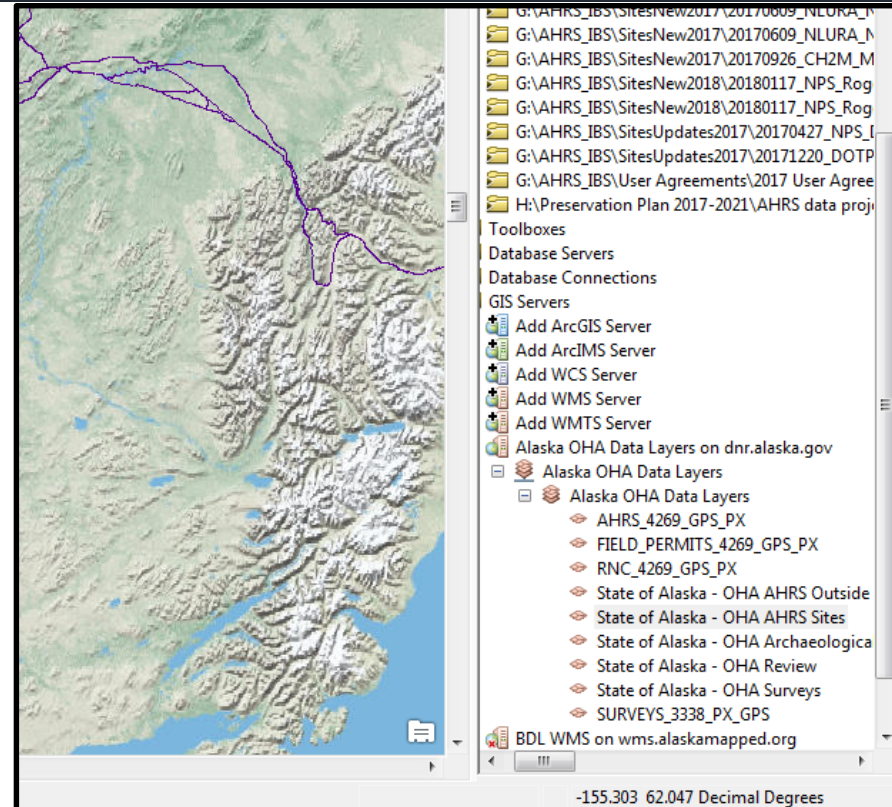 G:\AHRS_IBS\SitesNew2017\20170609_NLURA_N
G:\AHRS_IBS\SitesNew2017\20170609_NLURA_N
G:\AHRS_IBS\SitesNew2017\20170926_CH2M_M
G:\AHRS_IBS\SitesNew2018\20180117_NPS_Rog
G:\AHRS_IBS\SitesNew2018\20180117_NPS_Rog
G:\AHRS_IBS\SitesUpdates2017\20170427_NPS_
G:\AHRS_IBS\SitesUpdates2017\20171220_DOTP
G:\AHRS_IBS\User Agreements\2017 User Agree
H:\Preservation Plan 2017-2021\AHRS data proj
Toolboxes
Database Servers
Database Connections
GIS Servers
Add ArcGIS Server
Add ArcIMS Server
Add WCS Server
Add WMS Server
Add WMTS Server
Alaska OHA Data Layers on dnr.alaska.gov
Alaska OHA Data Layers
Alaska OHA Data Layers
AHRS_4269_GPS_PX
FIELD_PERMITS_4269_GPS_PX
RNC_4269_GPS_PX
State of Alaska - OHA AHRS Outside
State of Alaska - OHA AHRS Sites
State of Alaska - OHA Archaeologica
State of Alaska - OHA Review
State of Alaska - OHA Surveys
SURVEYS_3338_PX_GPS
BDL WMS on wms.alaskamapped.org
-155.303 62.047 Decimal Degrees